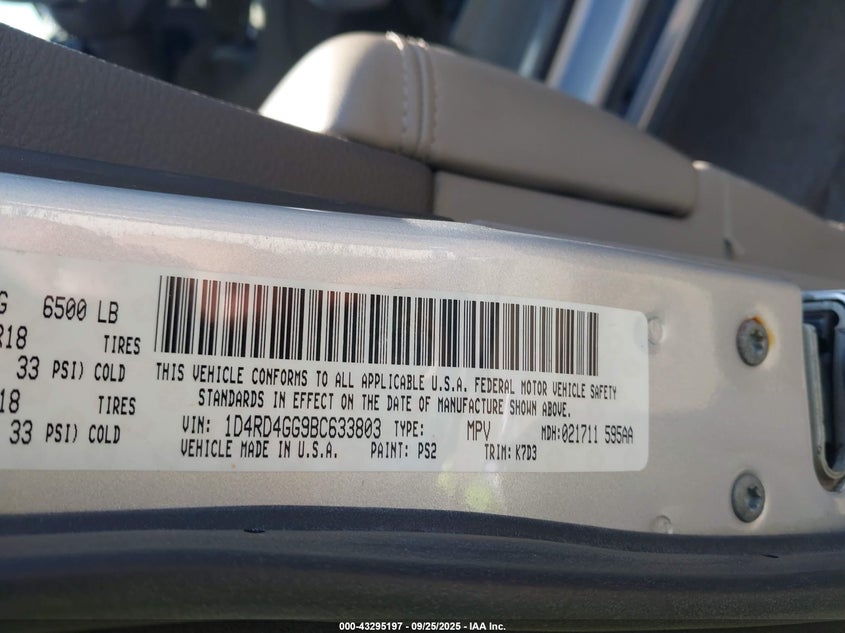 G 6500 LB
R18 TIRES
33 PSI) COLD
THIS VEHICLE CONFORMS TO ALL APPLICABLE U.S.A. FEDERAL MOTOR VEHICLE SAFETY
STANDARDS IN EFFECT ON THE DATE OF MANUFACTURE SHOWN ABOVE.
18 TIRES
33 PSI) COLD
VIN: 1D4RD4GG9BC633803 TYPE: MPV MDH:021711 595AA
VEHICLE MADE IN U.S.A. PAINT: PS2 TRIM: K7D3
000-43295197 - 09/25/2025 - IAA Inc.